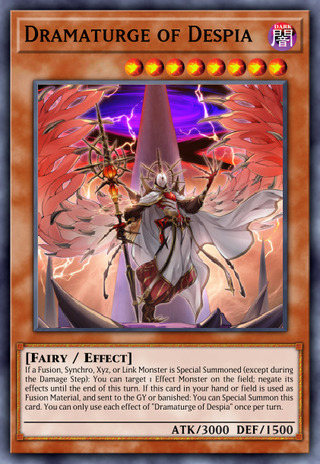 Dramaturge of Despia
DARK
闇
[Fairy / Effect]
If a Fusion, Synchro, Xyz, or Link Monster is Special Summoned (except during
the Damage Step): You can target 1 Effect Monster on the field; negate its
effects until the end of this turn. If this card in your hand or field is used as
Fusion Material, and sent to the GY or banished: You can Special Summon this
card. You can only use each effect of "Dramaturge of Despia" once per turn.
ATK/3000 DEF/1500